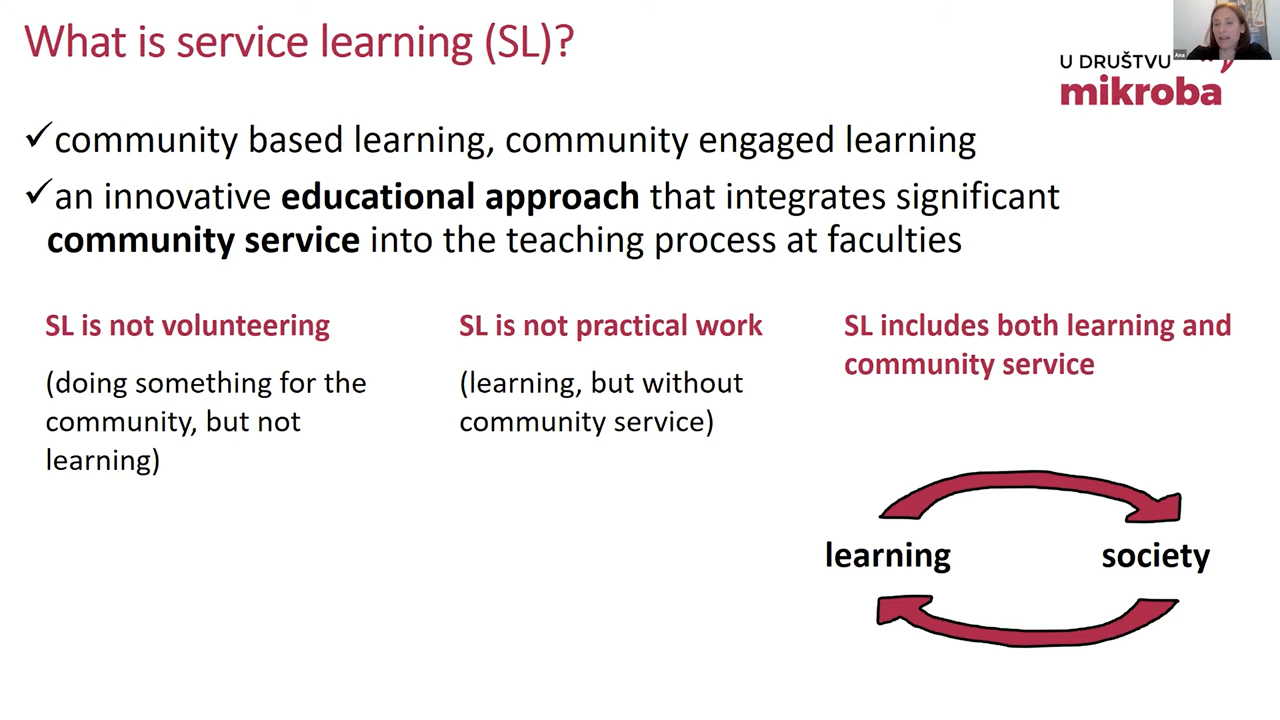 What is service learning (SL)?
Ana
U DRUŠTVU
mikroba
✓community based learning, community engaged learning
✓an innovative educational approach that integrates significant
community service into the teaching process at faculties
SL is not volunteering
(doing something for the
community, but not
learning)
SL is not practical work
(learning, but without
community service)
SL includes both learning and
community service
learning
society